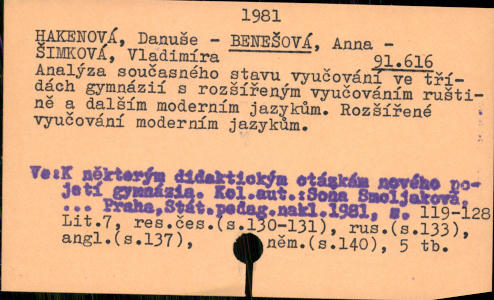 1981
HAKENOVÁ, Danuše - BENEŠOVÁ, Anna -
ŠIMKOVÁ, Vladimíra 91.616
Analýza současného stavu vyučování ve tří-
dách gymnázií s rozšířeným vyučováním rušti-
ně a dalším moderním jazykům. Rozšířené
vyučování moderním jazykům.
Ve:K některým didaktickým otázkám nového po-
jetí gymnázia. Kol.aut.:Soňa Smoljaková,
... Praha,Stát.pedag.nakl.1981, s. 119-128
Lit.7, res.čes.(s.130-131), rus.(s.133),
angl.(s.137), něm.(s.140), 5 tb.